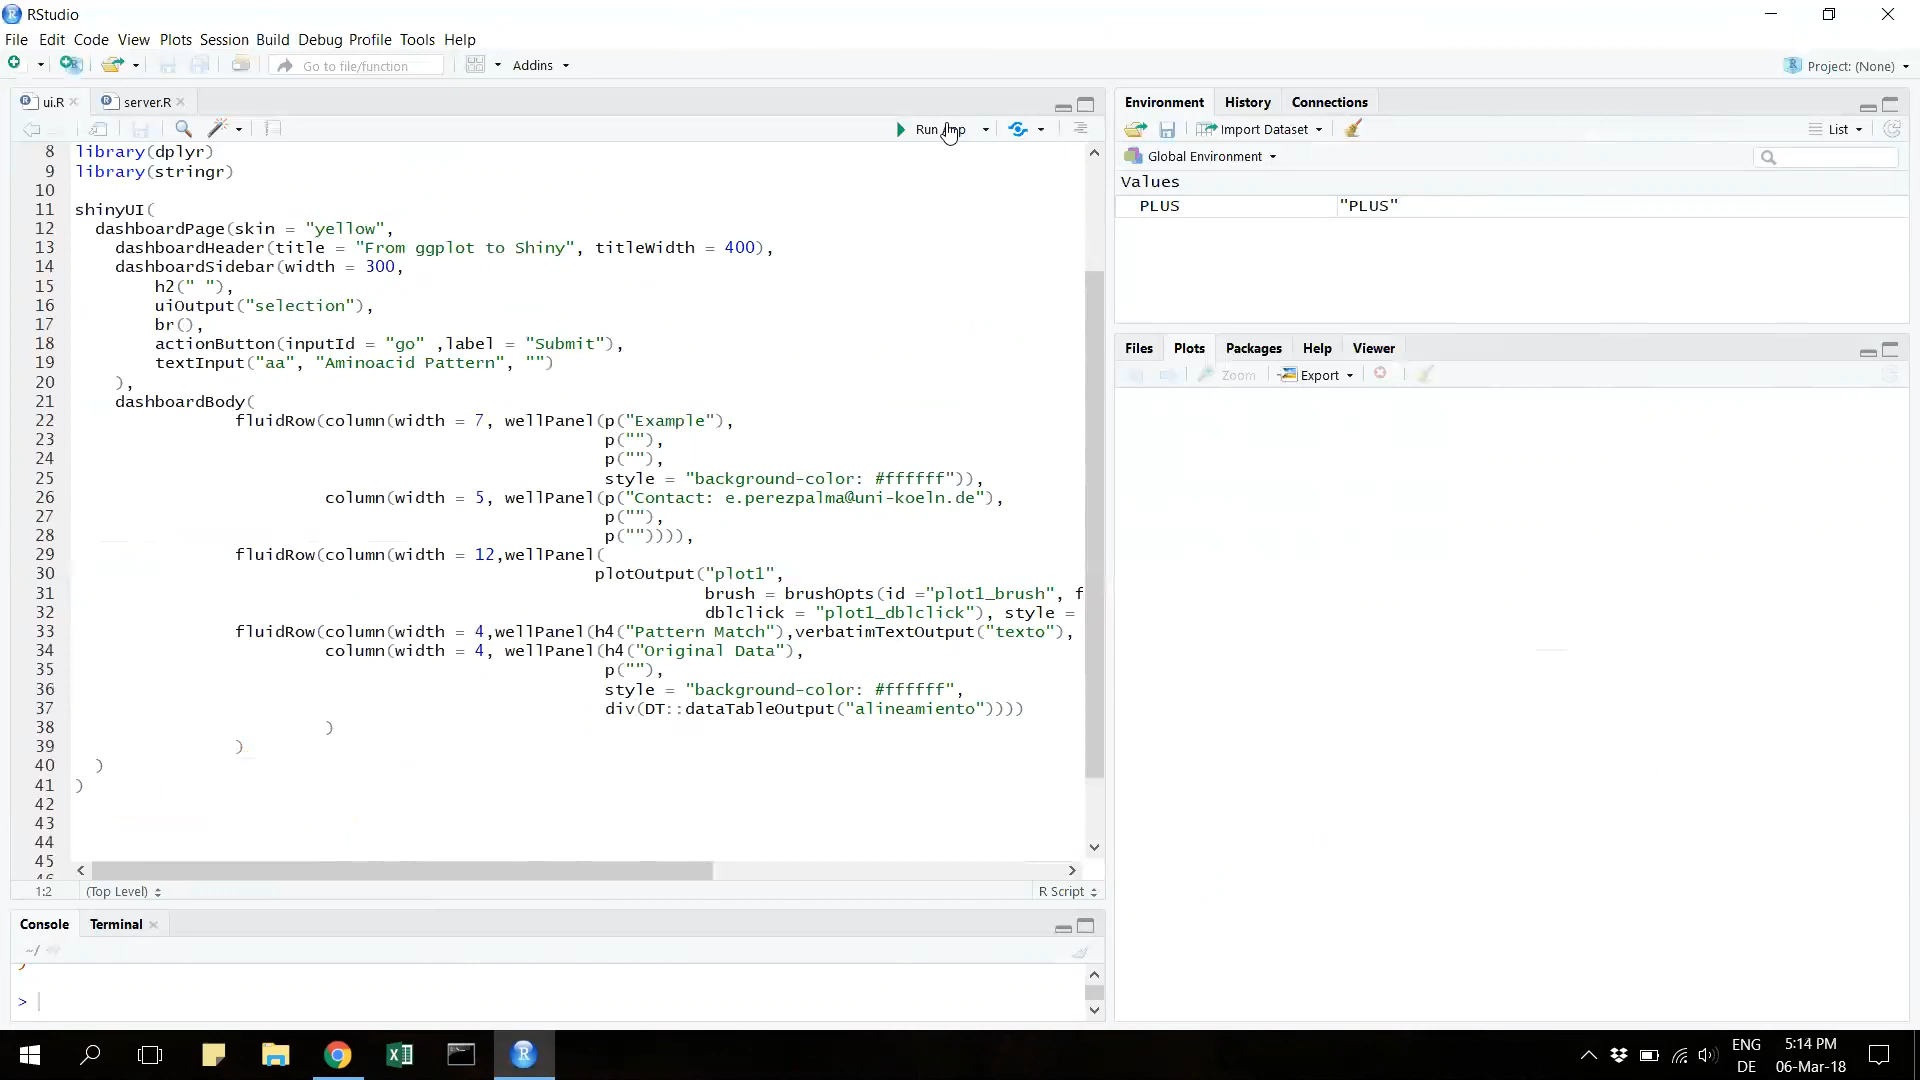 RStudio
File Edit Code View Plots Session Build Debug Profile Tools Help
Go to file/function Addins Project: (None)
ui.R server.R
Run App
8 library(dplyr)
9 library(stringr)
10
11 shinyUI(
12 dashboardPage(skin = "yellow",
13 dashboardHeader(title = "From ggplot to Shiny", titleWidth = 400),
14 dashboardSidebar(width = 300,
15 h2(" "),
16 uiOutput("selection"),
17 br(),
18 actionButton(inputId = "go" ,label = "Submit"),
19 textInput("aa", "Aminoacid Pattern", "")
20 ),
21 dashboardBody(
22 fluidRow(column(width = 7, wellPanel(p("Example"),
23 p(""),
24 p(""),
25 style = "background-color: #ffffff")),
26 column(width = 5, wellPanel(p("Contact: e.perezpalma@uni-koeln.de"),
27 p(""),
28 p("")))),
29 fluidRow(column(width = 12,wellPanel(
30 plotOutput("plot1",
31 brush = brushOpts(id ="plot1_brush", f
32 dblclick = "plot1_dblclick"), style =
33 fluidRow(column(width = 4,wellPanel(h4("Pattern Match"),verbatimTextOutput("texto"),
34 column(width = 4, wellPanel(h4("Original Data"),
35 p(""),
36 style = "background-color: #ffffff",
37 div(DT::dataTableOutput("alineamiento"))))
38 )
39 )
40 )
41 )
42
43
44
45
1:2 (Top Level) R Script
Console Terminal
~/
>
Environment History Connections
Import Dataset List
Global Environment
Values
PLUS "PLUS"
Files Plots Packages Help Viewer
Zoom Export
ENG 5:14 PM
DE 06-Mar-18